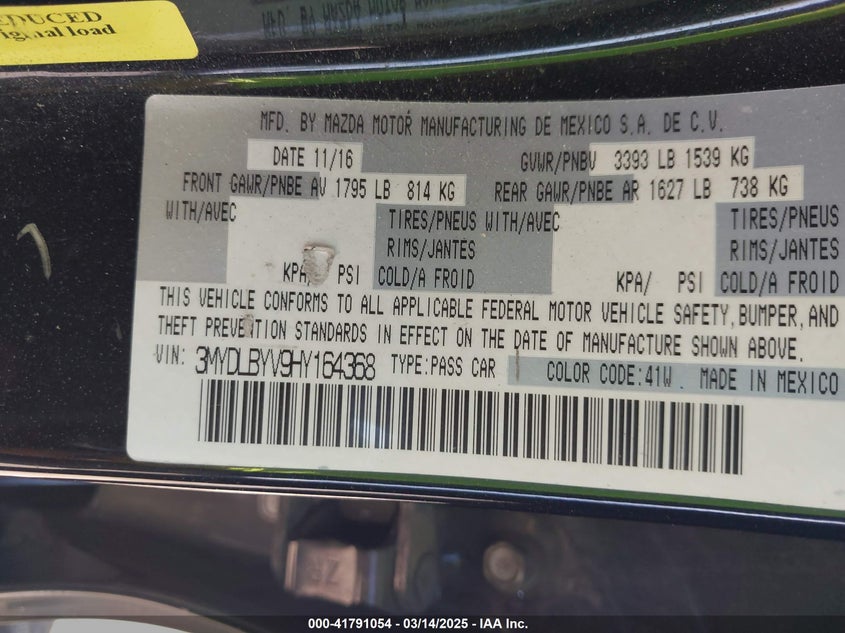 EDUCED
iginal load
MFD. BY MAZDA MOTOR MANUFACTURING DE MEXICO S.A. DE C.V.
DATE 11/16 GVWR/PNBV 3393 LB 1539 KG
FRONT GAWR/PNBE AV 1795 LB 814 KG REAR GAWR/PNBE AR 1627 LB 738 KG
WITH/AVEC TIRES/PNEUS WITH/AVEC TIRES/PNEUS
RIMS/JANTES RIMS/JANTES
KPA/ PSI COLD/A FROID KPA/ PSI COLD/A FROID
THIS VEHICLE CONFORMS TO ALL APPLICABLE FEDERAL MOTOR VEHICLE SAFETY, BUMPER, AND
THEFT PREVENTION STANDARDS IN EFFECT ON THE DATE OF MANUFACTURE SHOWN ABOVE.
VIN: 3MYDLBYV9HY164368 TYPE:PASS CAR COLOR CODE:41W MADE IN MEXICO
000-41791054 - 03/14/2025 - IAA Inc.